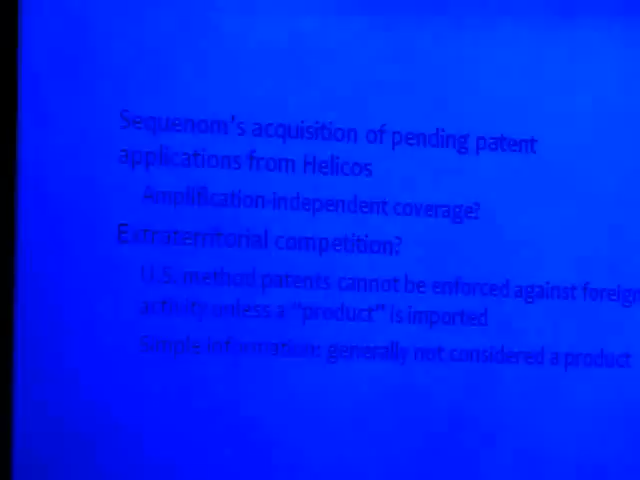 Sequenom's acquisition of pending patent
applications from Helicos
Amplification-independent coverage?
Extraterritorial competition?
U.S. method patents cannot be enforced against foreign
activity unless a "product" is imported
Simple information: generally not considered a product